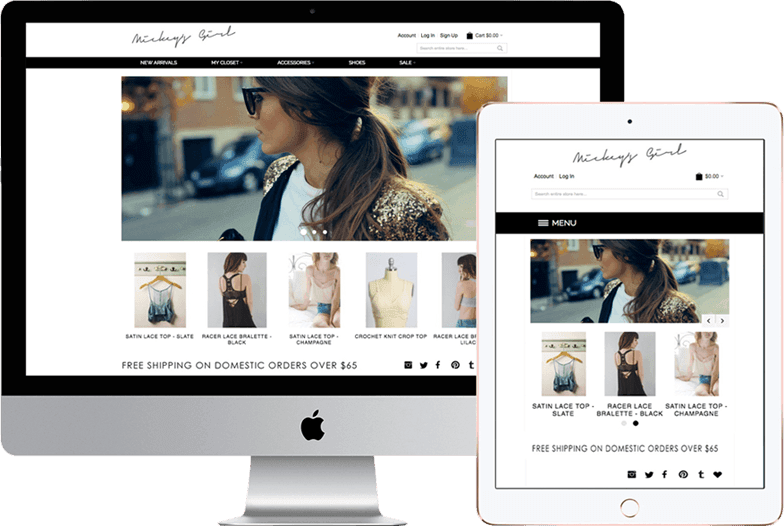 Mickeys Girl
Account Log In Sign Up Cart $0.00
Search entire store here...
NEW ARRIVALS MY CLOSET ACCESSORIES SHOES SALE
SATIN LACE TOP - SLATE
RACER LACE BRALETTE -
BLACK
SATIN LACE TOP -
CHAMPAGNE
CROCHET KNIT CROP TOP
RACER LACE BR
LILAC
FREE SHIPPING ON DOMESTIC ORDERS OVER $65
Mickeys Girl
Account Log In $0.00
Search entire store here...
MENU
SATIN LACE TOP -
SLATE
RACER LACE
BRALETTE - BLACK
SATIN LACE TOP -
CHAMPAGNE
FREE SHIPPING ON DOMESTIC ORDERS OVER $65